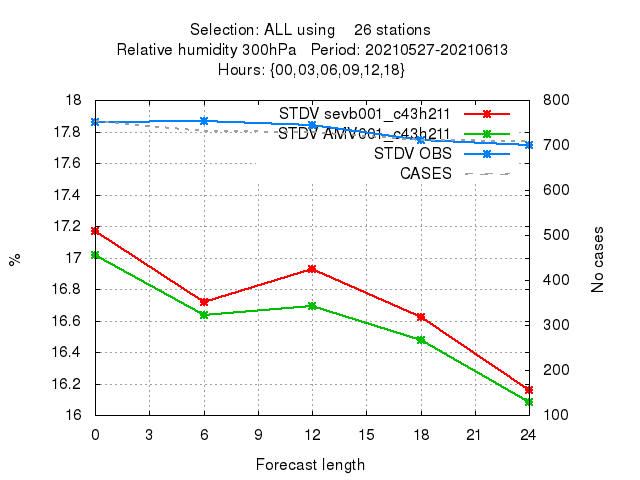 Selection: ALL using    26 stations
Relative humidity 300hPa   Period: 20210527-20210613
Hours: {00,03,06,09,12,18}
STDV sevb001_c43h211
STDV AMV001_c43h211
STDV OBS
CASES
18
17.8
17.6
17.4
17.2
17
16.8
16.6
16.4
16.2
16
%
800
700
600
500
400
300
200
100
No cases
0 3 6 9 12 15 18 21 24
Forecast length